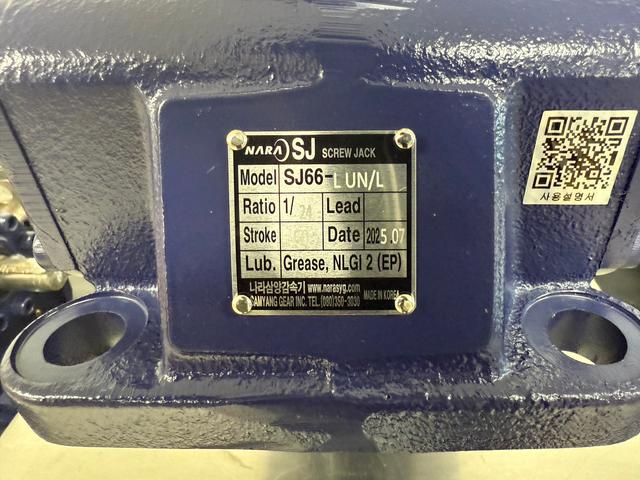 NARA SJ SCREW JACK
Model SJ66-L UN/L
Ratio 1/24 Lead
Stroke Date 2025.07
Lub. Grease, NLGI 2 (EP)
나라삼양감속기 www.narasyg.com
SAMYANG GEAR INC. TEL. (080)350-3030 MADE IN KOREA
사용설명서